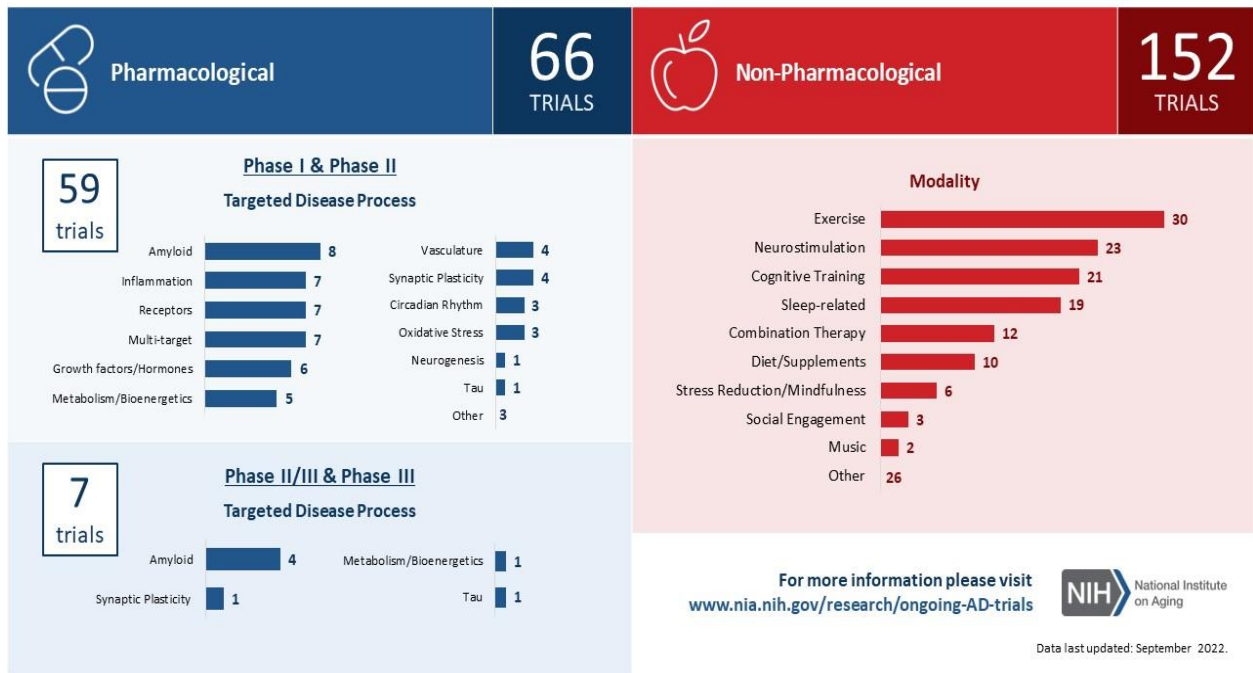 Pharmacological
66
TRIALS
Non-Pharmacological
152
TRIALS
59
trials
Phase I & Phase II
Targeted Disease Process
Amyloid 8
Inflammation 7
Receptors 7
Multi-target 7
Growth factors/Hormones 6
Metabolism/Bioenergetics 5
Vasculature 4
Synaptic Plasticity 4
Circadian Rhythm 3
Oxidative Stress 3
Neurogenesis 1
Tau 1
Other 3
7
trials
Phase II/III & Phase III
Targeted Disease Process
Amyloid 4
Synaptic Plasticity 1
Metabolism/Bioenergetics 1
Tau 1
Modality
Exercise 30
Neurostimulation 23
Cognitive Training 21
Sleep-related 19
Combination Therapy 12
Diet/Supplements 10
Stress Reduction/Mindfulness 6
Social Engagement 3
Music 2
Other 26
For more information please visit
www.nia.nih.gov/research/ongoing-AD-trials
NIH
National Institute
on Aging
Data last updated: September 2022.